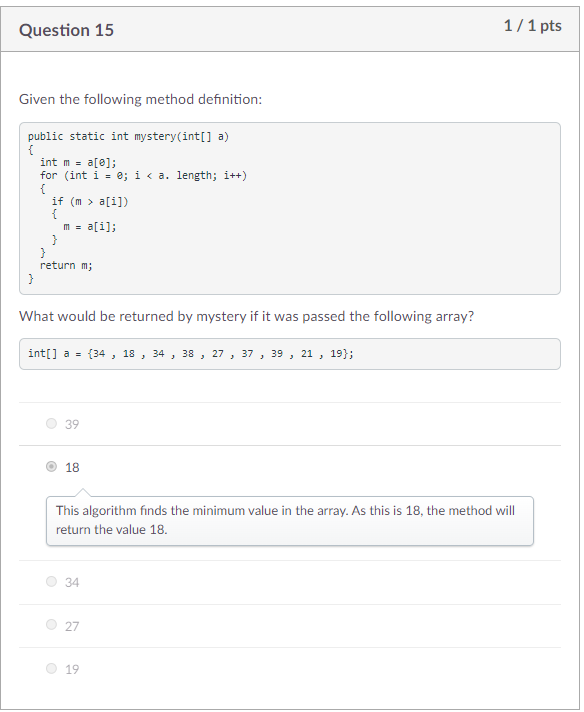 Question 15
1 / 1 pts
Given the following method definition:
public static int mystery(int[] a)
{
  int m = a[0];
  for (int i = 0; i < a. length; i++)
  {
    if (m > a[i])
    {
      m = a[i];
    }
  }
  return m;
}
What would be returned by mystery if it was passed the following array?
int[] a = {34 , 18 , 34 , 38 , 27 , 37 , 39 , 21 , 19};
39
18
This algorithm finds the minimum value in the array. As this is 18, the method will
return the value 18.
34
27
19